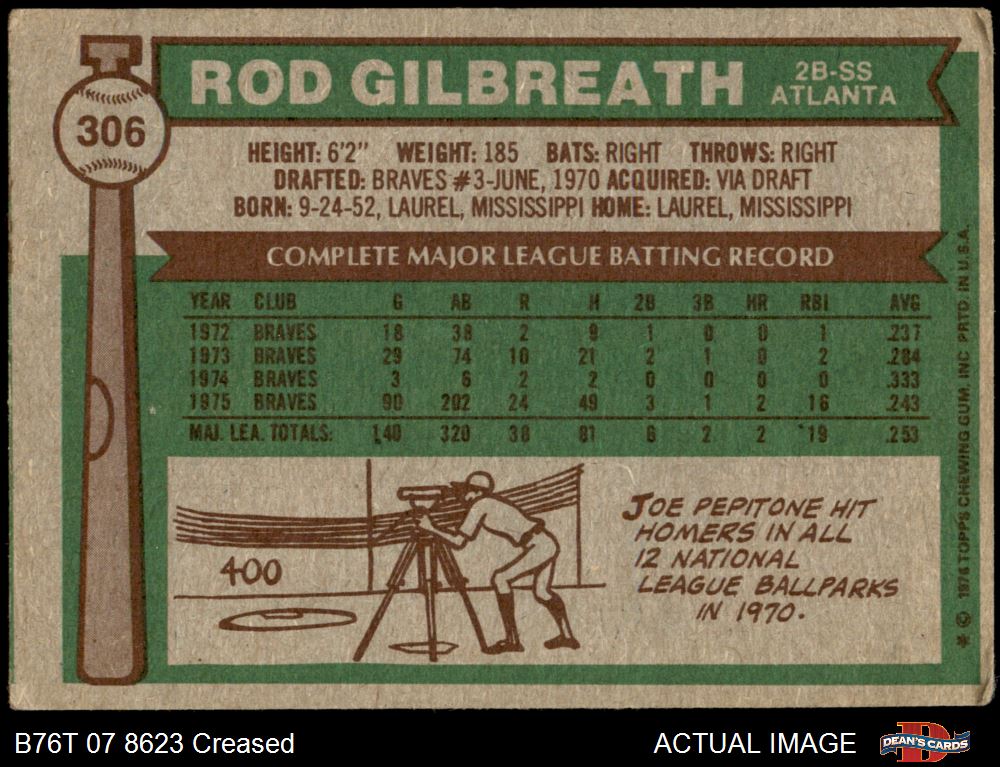 306
ROD GILBREATH
2B-SS
ATLANTA
HEIGHT: 6'2" WEIGHT: 185 BATS: RIGHT THROWS: RIGHT
DRAFTED: BRAVES #3-JUNE, 1970 ACQUIRED: VIA DRAFT
BORN: 9-24-52, LAUREL, MISSISSIPPI HOME: LAUREL, MISSISSIPPI
COMPLETE MAJOR LEAGUE BATTING RECORD
YEAR CLUB G AB R H 2B 3B HR RBI AVG
1972 BRAVES 18 38 2 9 1 0 0 1 .237
1973 BRAVES 29 74 10 21 2 1 0 2 .284
1974 BRAVES 3 6 2 2 0 0 0 0 .333
1975 BRAVES 90 202 24 49 3 1 2 16 .243
MAJ. LEA. TOTALS: 140 320 38 81 6 2 2 19 .253
400
JOE PEPITONE HIT
HOMERS IN ALL
12 NATIONAL
LEAGUE BALLPARKS
IN 1970.
* © 1976 TOPPS CHEWING GUM, INC PRTD. IN U.S.A.
B76T 07 8623 Creased
ACTUAL IMAGE
D
DEAN'S CARDS